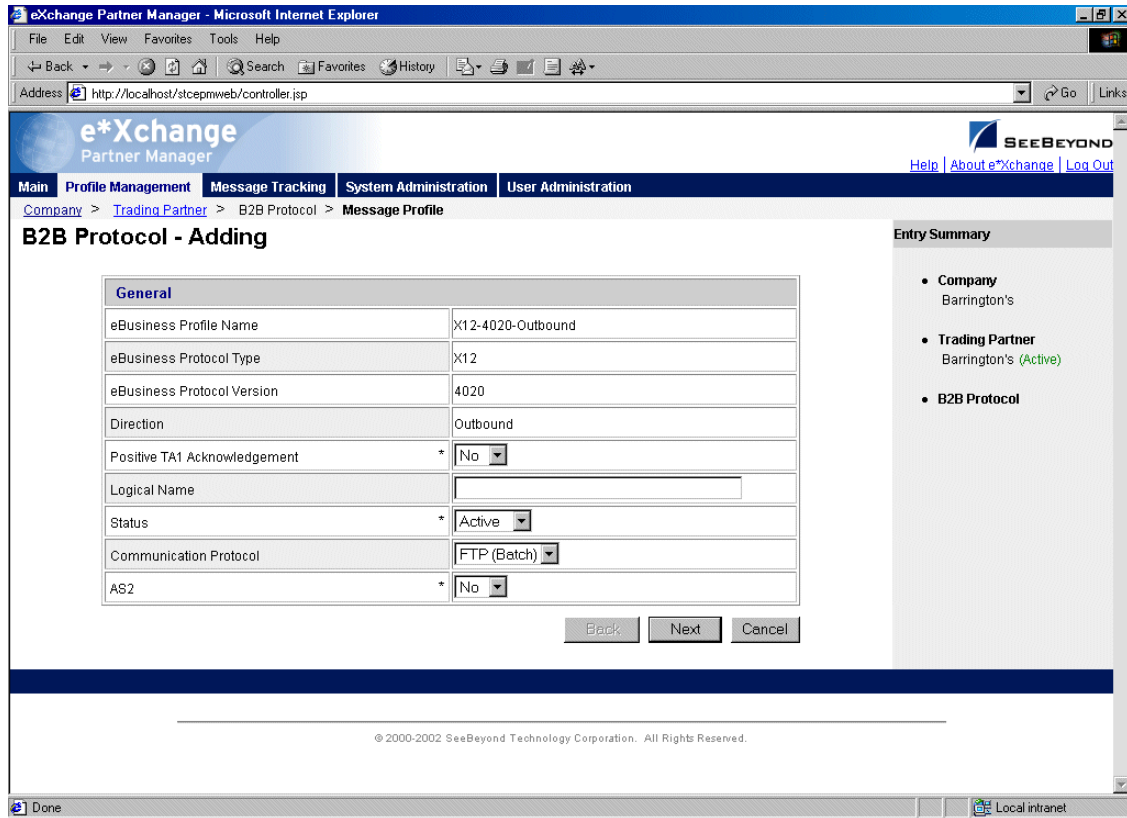 eXchange Partner Manager - Microsoft Internet Explorer
File Edit View Favorites Tools Help
Back Search Favorites History
Address http://localhost/stcepmweb/controller.jsp Go Links
e*Xchange
Partner Manager
SEEBEYOND
Help | About e*Xchange | Log Out
Main Profile Management Message Tracking System Administration User Administration
Company > Trading Partner > B2B Protocol > Message Profile
B2B Protocol - Adding
General
eBusiness Profile Name X12-4020-Outbound
eBusiness Protocol Type X12
eBusiness Protocol Version 4020
Direction Outbound
Positive TA1 Acknowledgement * No
Logical Name
Status * Active
Communication Protocol FTP (Batch)
AS2 * No
Back Next Cancel
Entry Summary
• Company
Barrington's
• Trading Partner
Barrington's (Active)
• B2B Protocol
© 2000-2002 SeeBeyond Technology Corporation. All Rights Reserved.
Done Local intranet